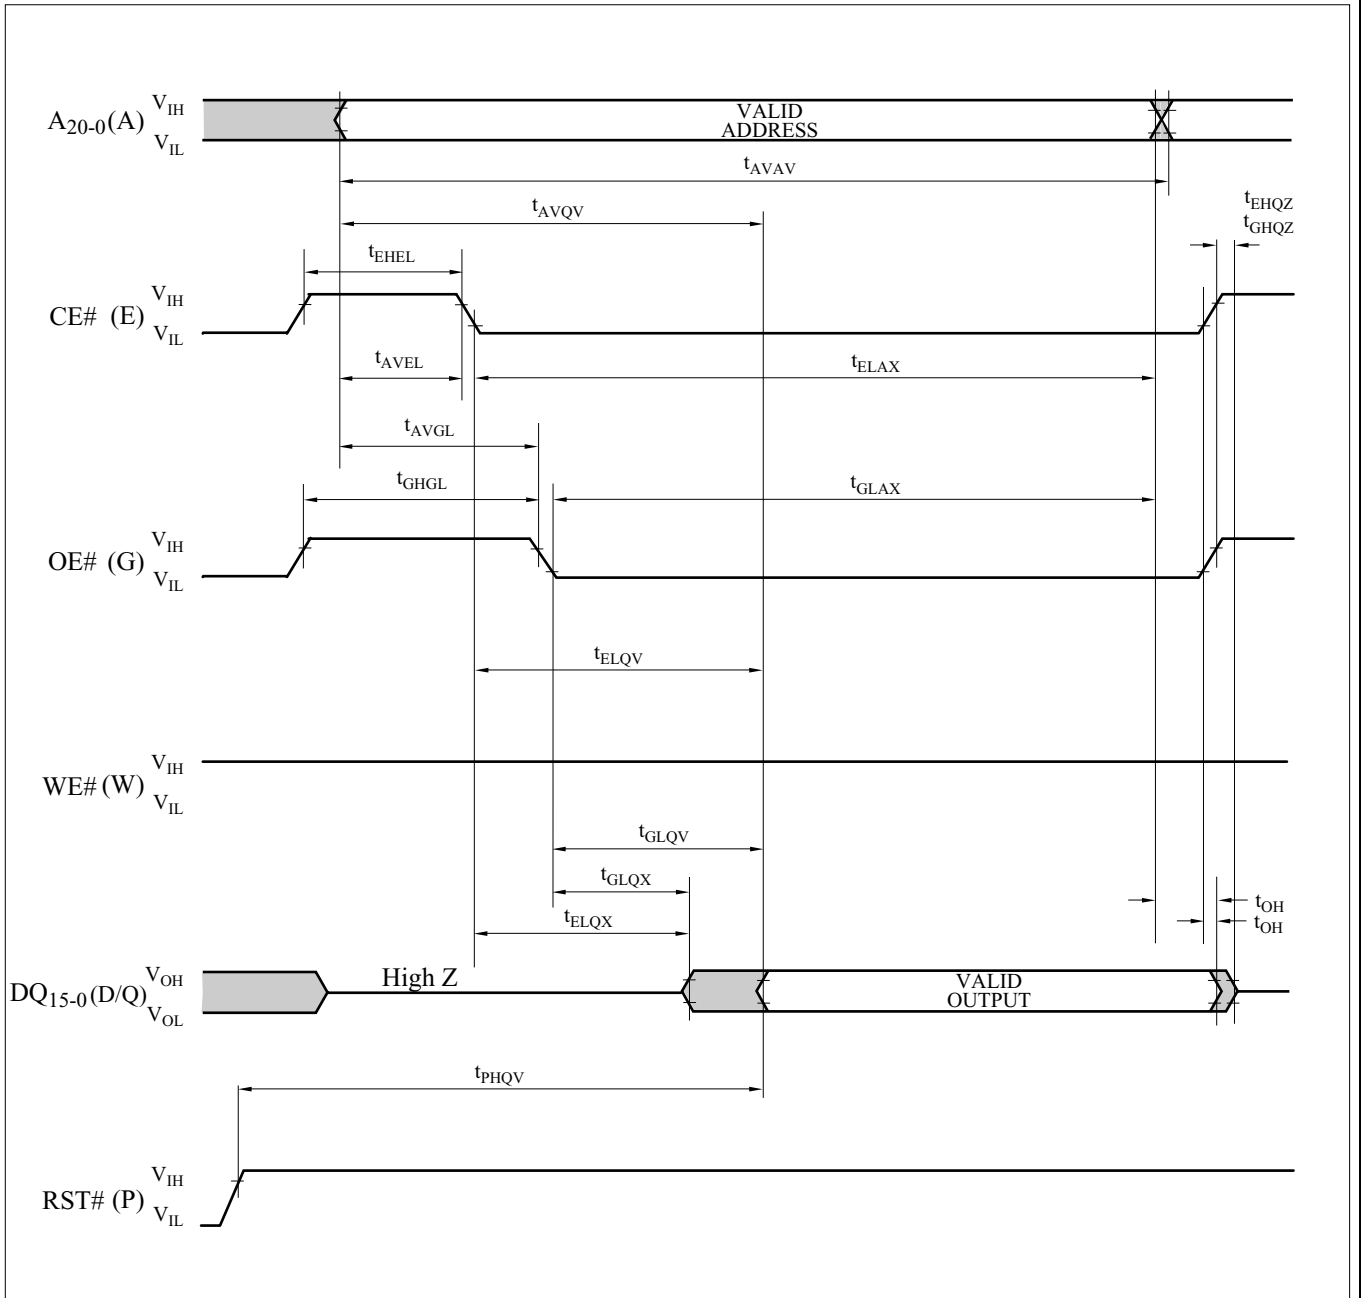 A20-0(A) VIH VIL
VALID
ADDRESS
tAVAV
tAVQV
tEHQZ
tGHQZ
tEHEL
CE# (E) VIH VIL
tAVEL
tELAX
tAVGL
tGHGL
tGLAX
OE# (G) VIH VIL
tELQV
WE# (W) VIH VIL
tGLQV
tGLQX
tELQX
tOH
tOH
DQ15-0(D/Q) VOH VOL
High Z
VALID
OUTPUT
tPHQV
RST# (P) VIH VIL